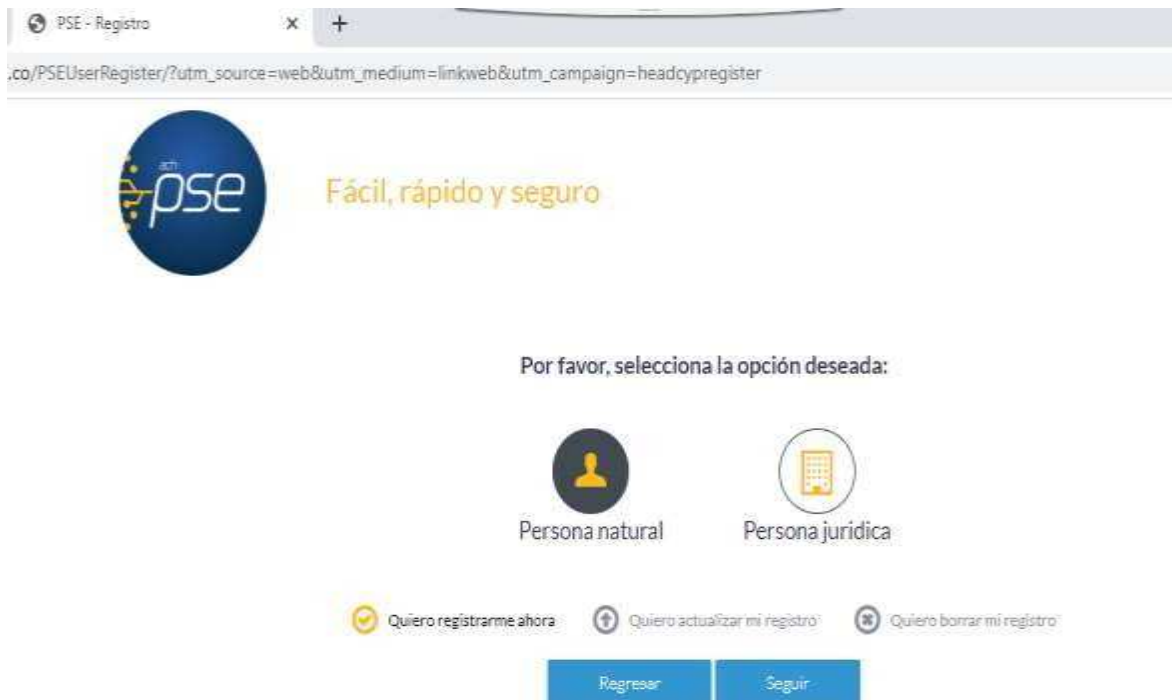 PSE - Registro
.co/PSEUserRegister/?utm_source=web&utm_medium=linkweb&utm_campaign=headcypregister
ach
pse
Fácil, rápido y seguro
Por favor, selecciona la opción deseada:
Persona natural Persona jurídica
Quiero registrarme ahora Quiero actualizar mi registro Quiero borrar mi registro
Regresar Seguir